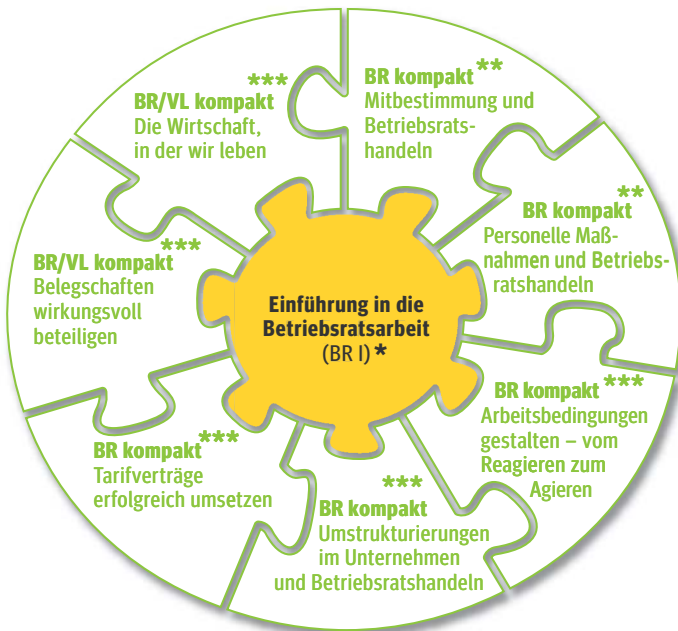 BR/VL kompakt***
Die Wirtschaft,
in der wir leben
BR kompakt**
Mitbestimmung und
Betriebsrats-
handeln
BR kompakt**
Personelle Maß-
nahmen und Betriebs-
ratshandeln
BR kompakt***
Arbeitsbedingungen
gestalten – vom
Reagieren zum
Agieren
***
BR kompakt
Umstrukturierungen
im Unternehmen
und Betriebsratshandeln
BR kompakt***
Tarifverträge
erfolgreich umsetzen
BR/VL kompakt***
Belegschaften
wirkungsvoll
beteiligen
Einführung in die
Betriebsratsarbeit
(BR I)*